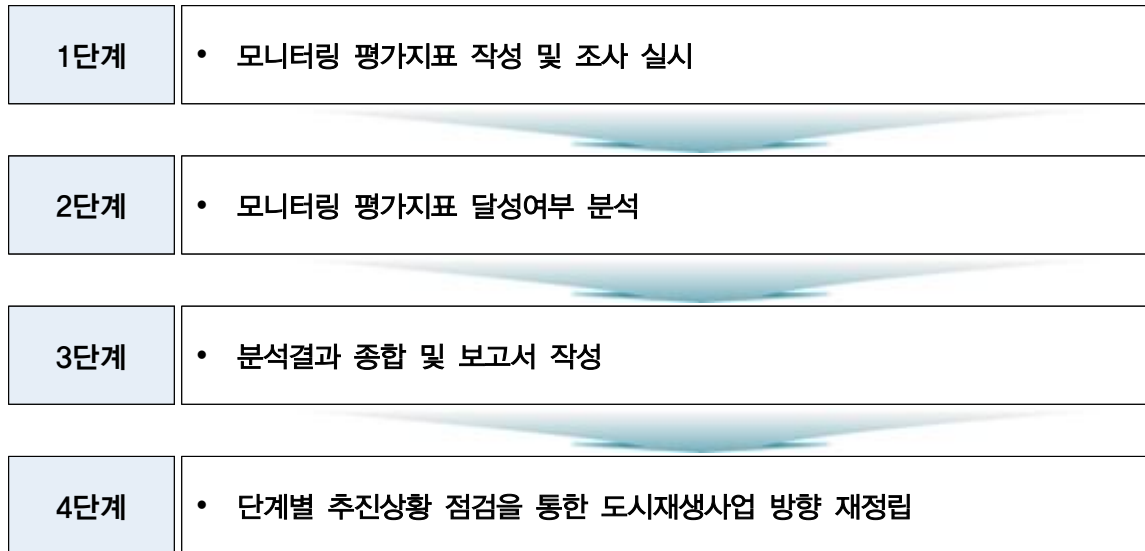 1단계 • 모니터링 평가지표 작성 및 조사 실시
2단계 • 모니터링 평가지표 달성여부 분석
3단계 • 분석결과 종합 및 보고서 작성
4단계 • 단계별 추진상황 점검을 통한 도시재생사업 방향 재정립